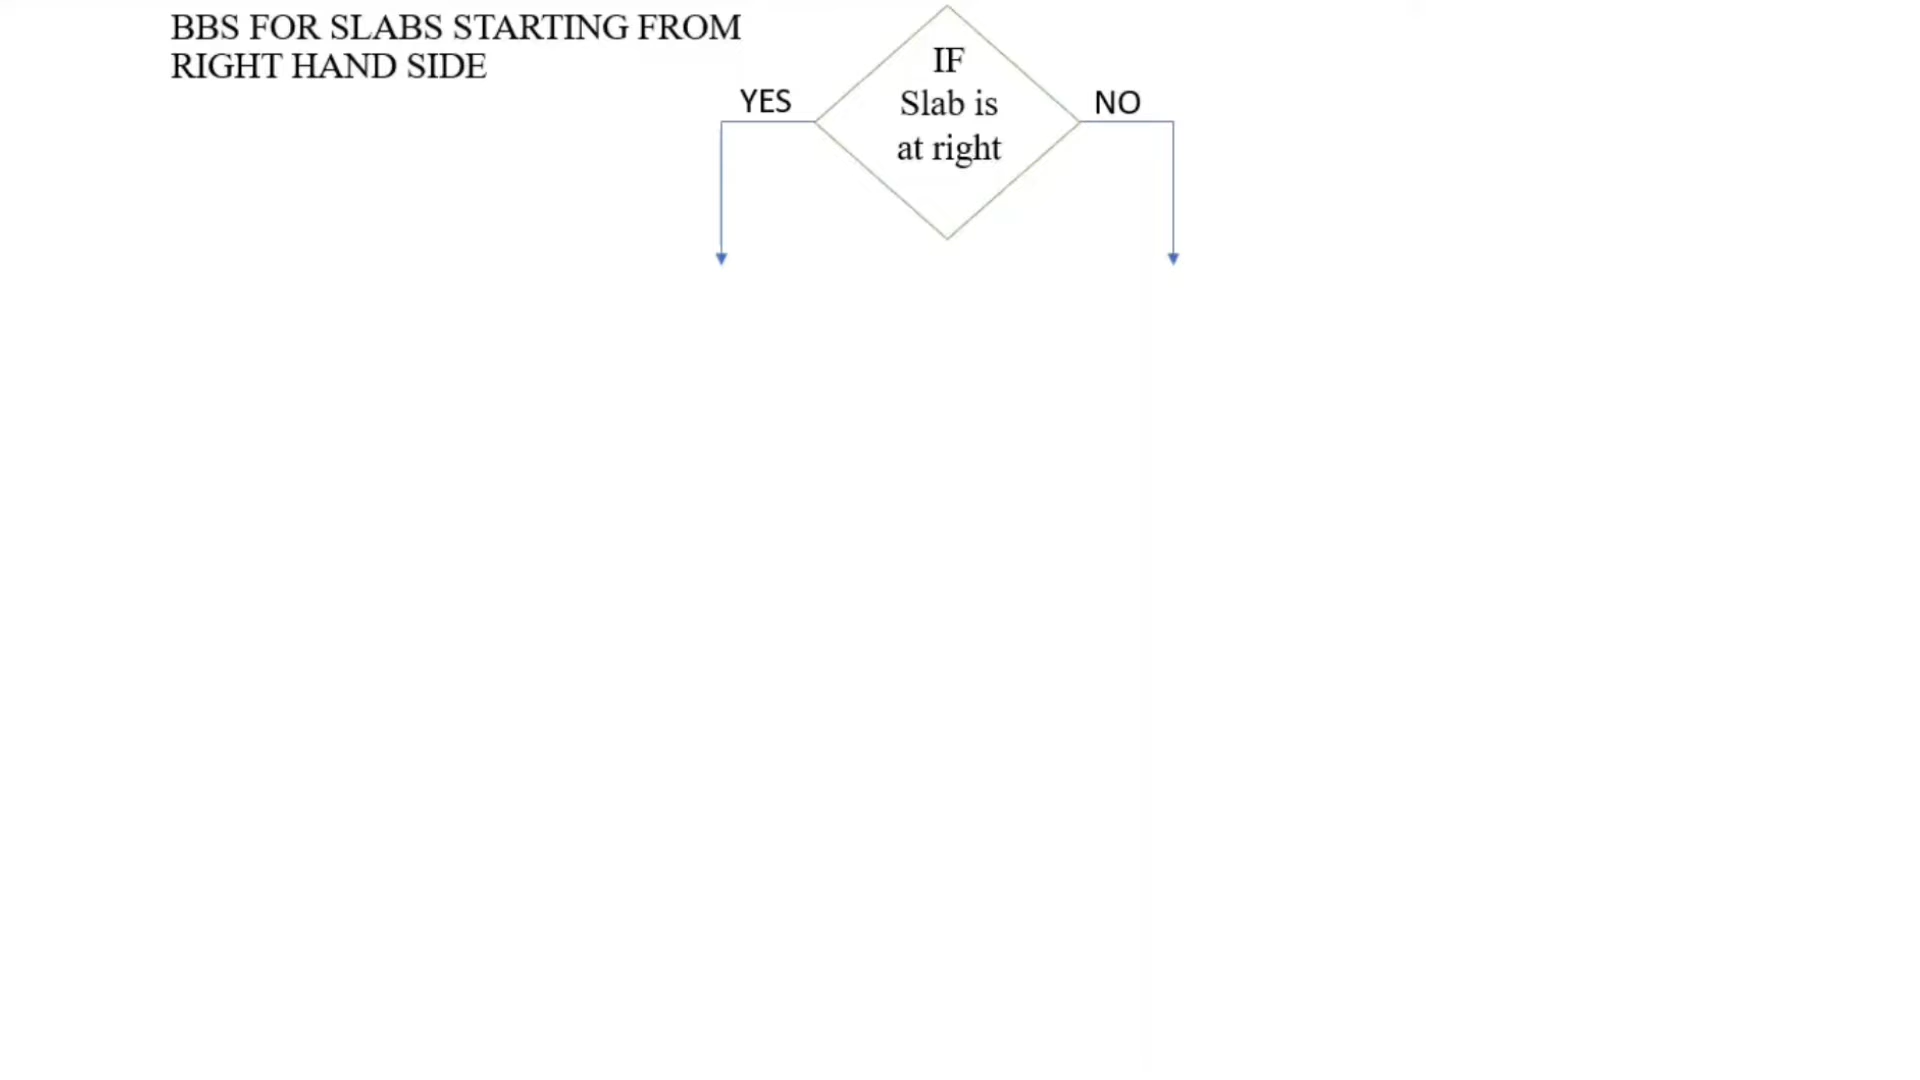 BBS FOR SLABS STARTING FROM
RIGHT HAND SIDE
IF
Slab is
at right
YES
NO